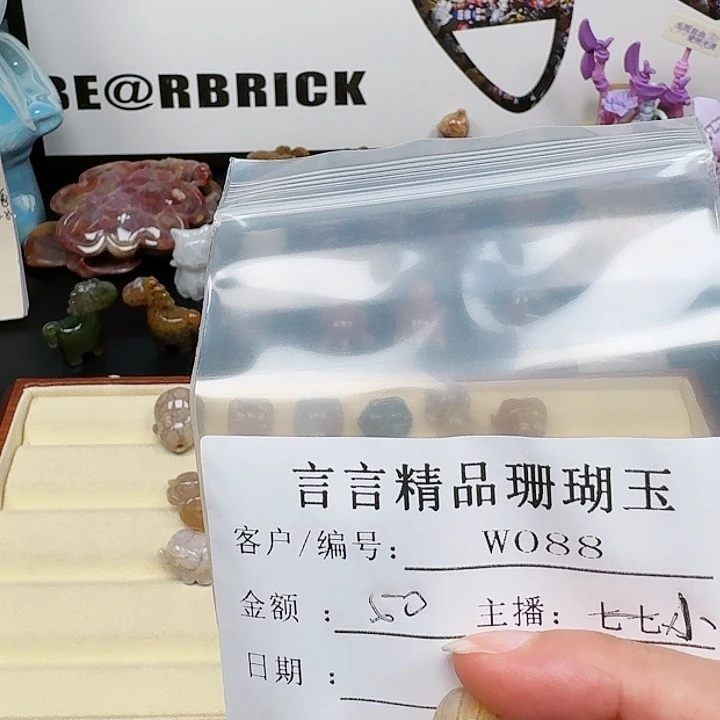 BE@RBRICK
言言精品珊瑚玉
客户/编号: W088
金额: 50 主播: 七七小
日期: